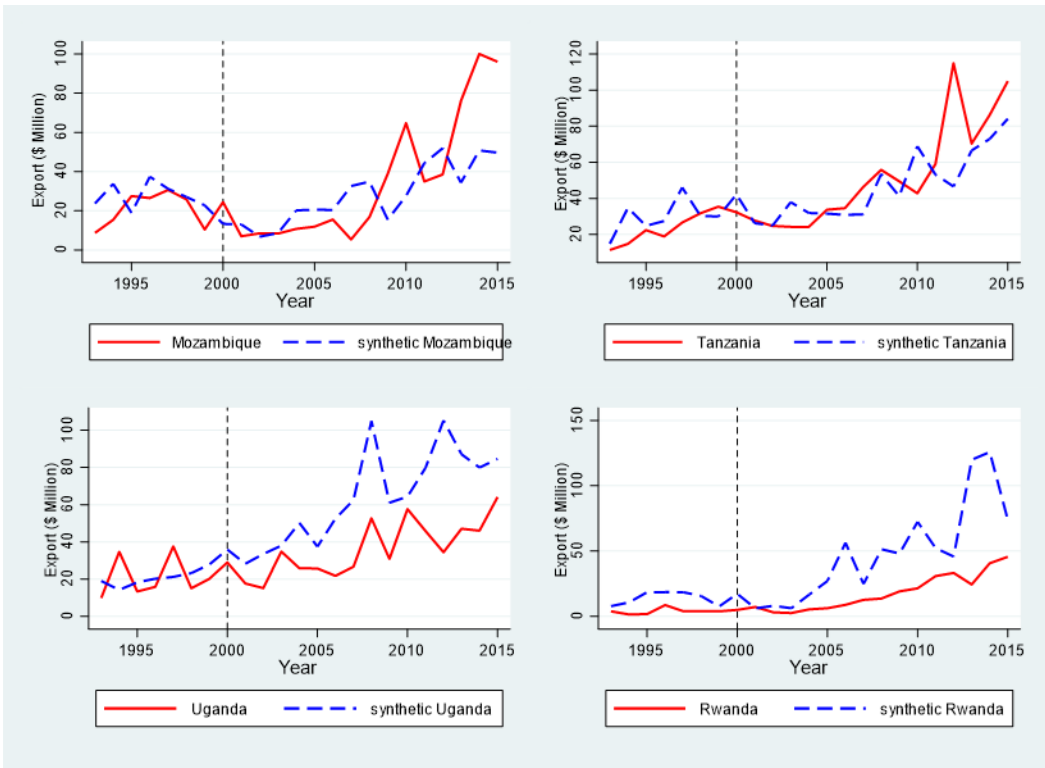 Export ($ Million)
0 20 40 60 80 100
1995 2000 2005 2010 2015
Year
Mozambique synthetic Mozambique
Export ($ Million)
20 40 60 80 100 120
1995 2000 2005 2010 2015
Year
Tanzania synthetic Tanzania
Export ($ Million)
0 20 40 60 80 100
1995 2000 2005 2010 2015
Year
Uganda synthetic Uganda
Export ($ Million)
0 50 100 150
1995 2000 2005 2010 2015
Year
Rwanda synthetic Rwanda